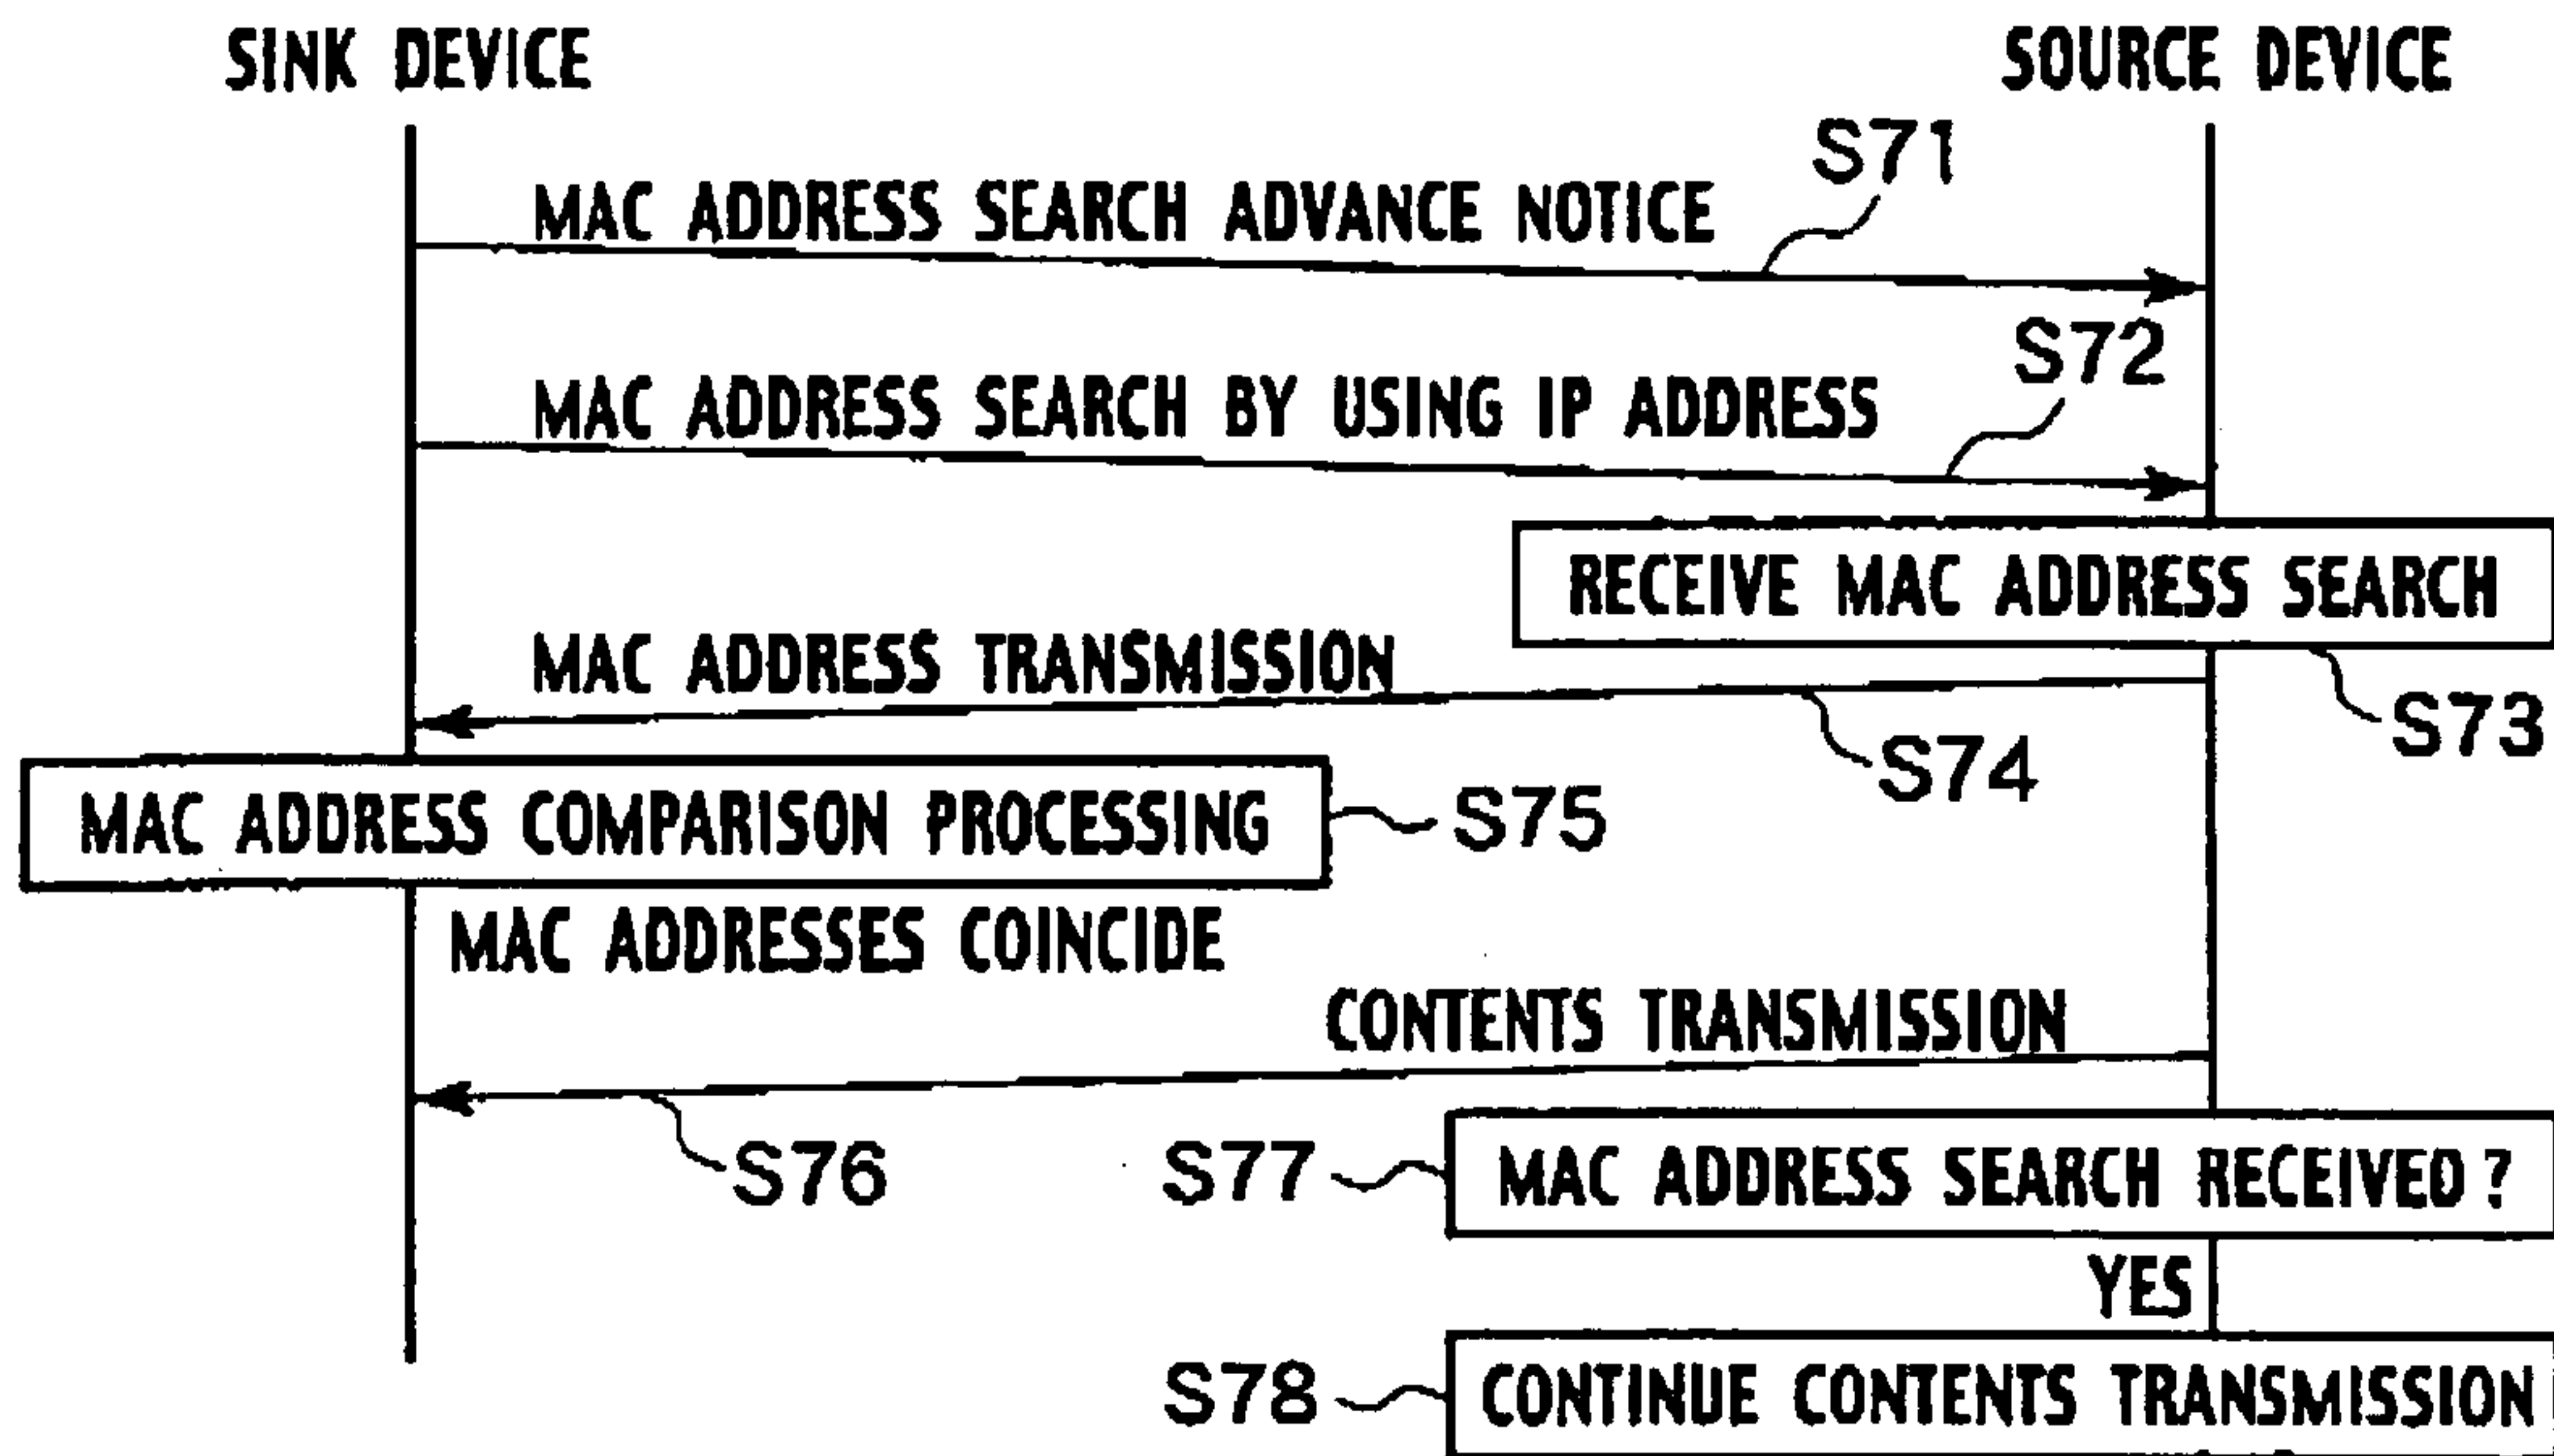 SINK DEVICE
SOURCE DEVICE
S71
MAC ADDRESS SEARCH ADVANCE NOTICE
S72
MAC ADDRESS SEARCH BY USING IP ADDRESS
RECEIVE MAC ADDRESS SEARCH
S73
MAC ADDRESS TRANSMISSION
S74
MAC ADDRESS COMPARISON PROCESSING
S75
MAC ADDRESSES COINCIDE
CONTENTS TRANSMISSION
S76
S77
MAC ADDRESS SEARCH RECEIVED ?
YES
S78
CONTINUE CONTENTS TRANSMISSION